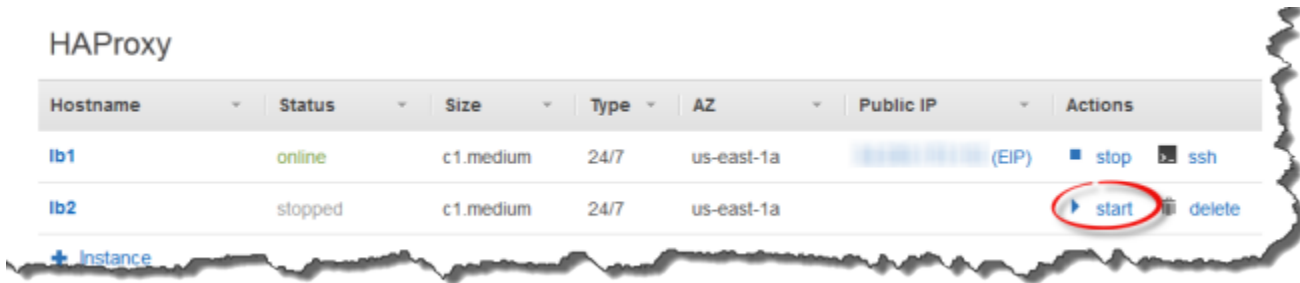 HAProxy
Hostname Status Size Type AZ Public IP Actions
lb1 online c1.medium 24/7 us-east-1a (EIP) stop ssh
lb2 stopped c1.medium 24/7 us-east-1a start delete
Instance